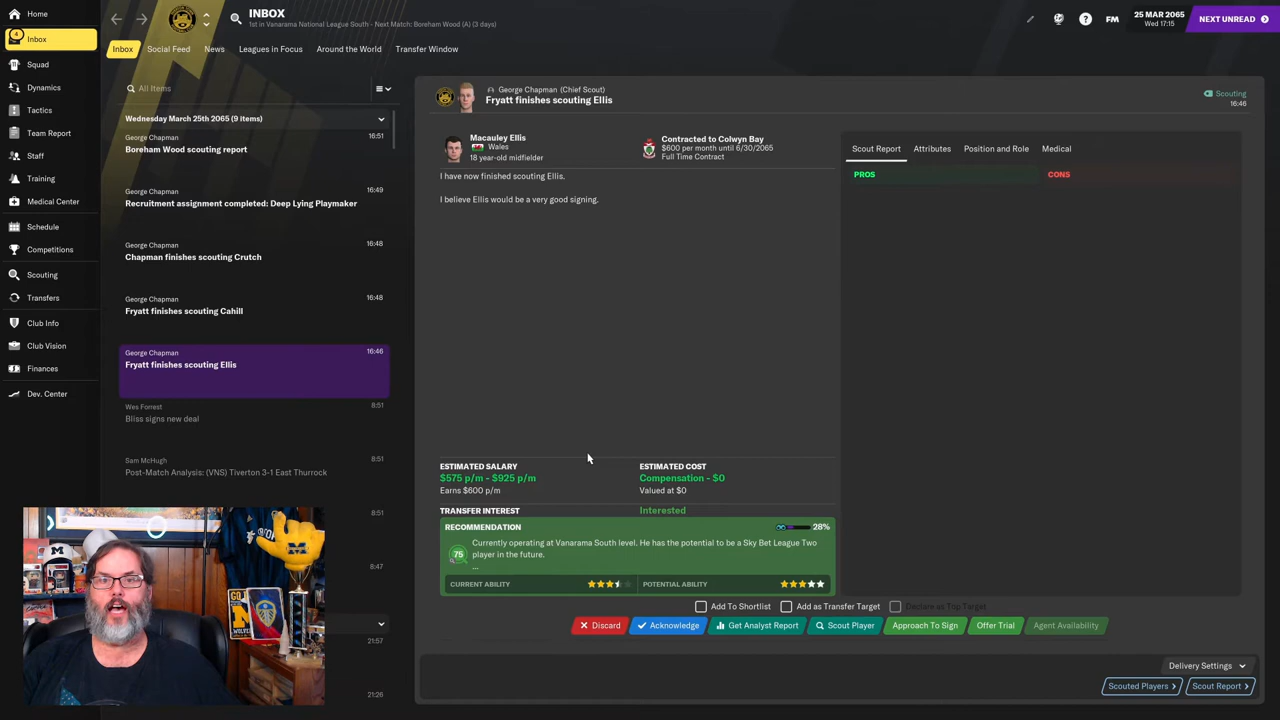 Home
INBOX
1st in Vanarama National League South - Next Match: Boreham Wood (A) (3 days)
FM
25 MAR 2065
Wed 17:15
NEXT UNREAD
4
Inbox
Squad
Dynamics
Tactics
Team Report
Staff
Training
Medical Center
Schedule
Competitions
Scouting
Transfers
Club Info
Club Vision
Finances
Dev. Center
Inbox
Social Feed
News
Leagues in Focus
Around the World
Transfer Window
All Items
Wednesday March 25th 2065 (9 items)
George Chapman
16:51
Boreham Wood scouting report
George Chapman
16:49
Recruitment assignment completed: Deep Lying Playmaker
George Chapman
16:48
Chapman finishes scouting Crutch
George Chapman
16:48
Fryatt finishes scouting Cahill
George Chapman
16:46
Fryatt finishes scouting Ellis
Wes Forrest
8:51
Bliss signs new deal
Sam McHugh
8:51
Post-Match Analysis: (VNS) Tiverton 3-1 East Thurrock
8:51
8:47
21:57
21:26
George Chapman (Chief Scout)
Fryatt finishes scouting Ellis
Scouting
16:46
Macauley Ellis
Wales
18 year-old midfielder
Contracted to Colwyn Bay
$600 per month until 6/30/2065
Full Time Contract
I have now finished scouting Ellis.
I believe Ellis would be a very good signing.
ESTIMATED SALARY
$575 p/m - $925 p/m
Earns $600 p/m
ESTIMATED COST
Compensation - $0
Valued at $0
TRANSFER INTEREST
Interested
RECOMMENDATION
28%
75
Currently operating at Vanarama South level. He has the potential to be a Sky Bet League Two
player in the future.
...
CURRENT ABILITY
POTENTIAL ABILITY
Scout Report
Attributes
Position and Role
Medical
PROS
CONS
Add To Shortlist
Add as Transfer Target
Declare as Top Target
Discard
Acknowledge
Get Analyst Report
Scout Player
Approach To Sign
Offer Trial
Agent Availability
Delivery Settings
Scouted Players
Scout Report
M
GO